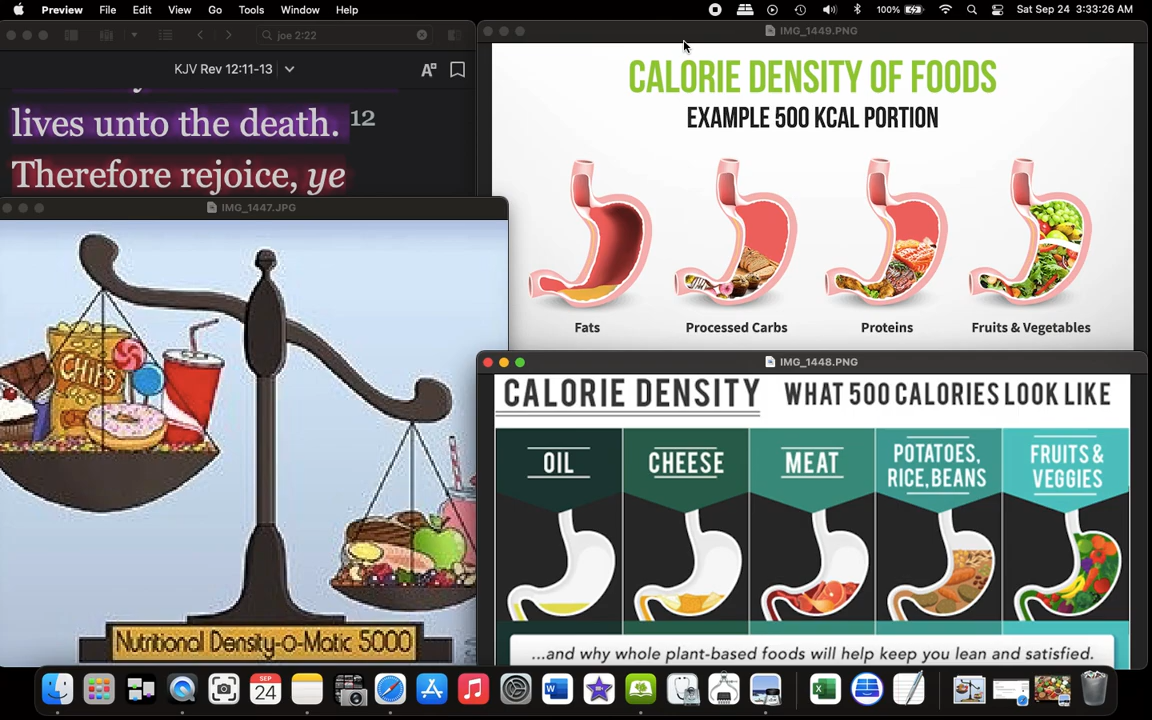 Preview File Edit View Go Tools Window Help 100% Sat Sep 24 3:33:26 AM
joe 2:22
KJV Rev 12:11-13
lives unto the death. 12
Therefore rejoice, ye
IMG_1449.PNG
CALORIE DENSITY OF FOODS
EXAMPLE 500 KCAL PORTION
Fats Processed Carbs Proteins Fruits & Vegetables
IMG_1447.JPG
CHIPS
Nutritional Density-o-Matic 5000
IMG_1448.PNG
CALORIE DENSITY WHAT 500 CALORIES LOOK LIKE
OIL
CHEESE
MEAT
POTATOES,
RICE, BEANS
FRUITS &
VEGGIES
...and why whole plant-based foods will help keep you lean and satisfied.
SEP
24